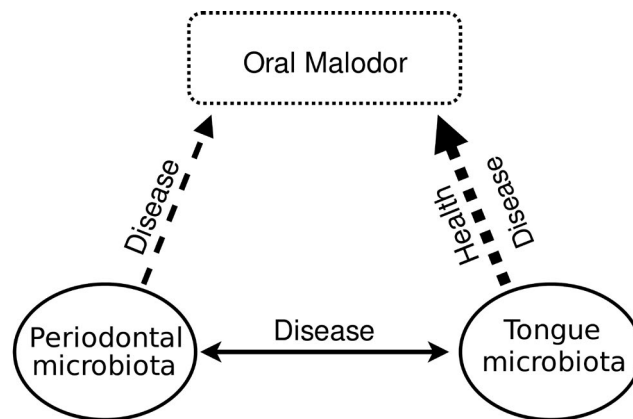 Oral Malodor
Disease
Health
Disease
Periodontal
microbiota
Disease
Tongue
microbiota